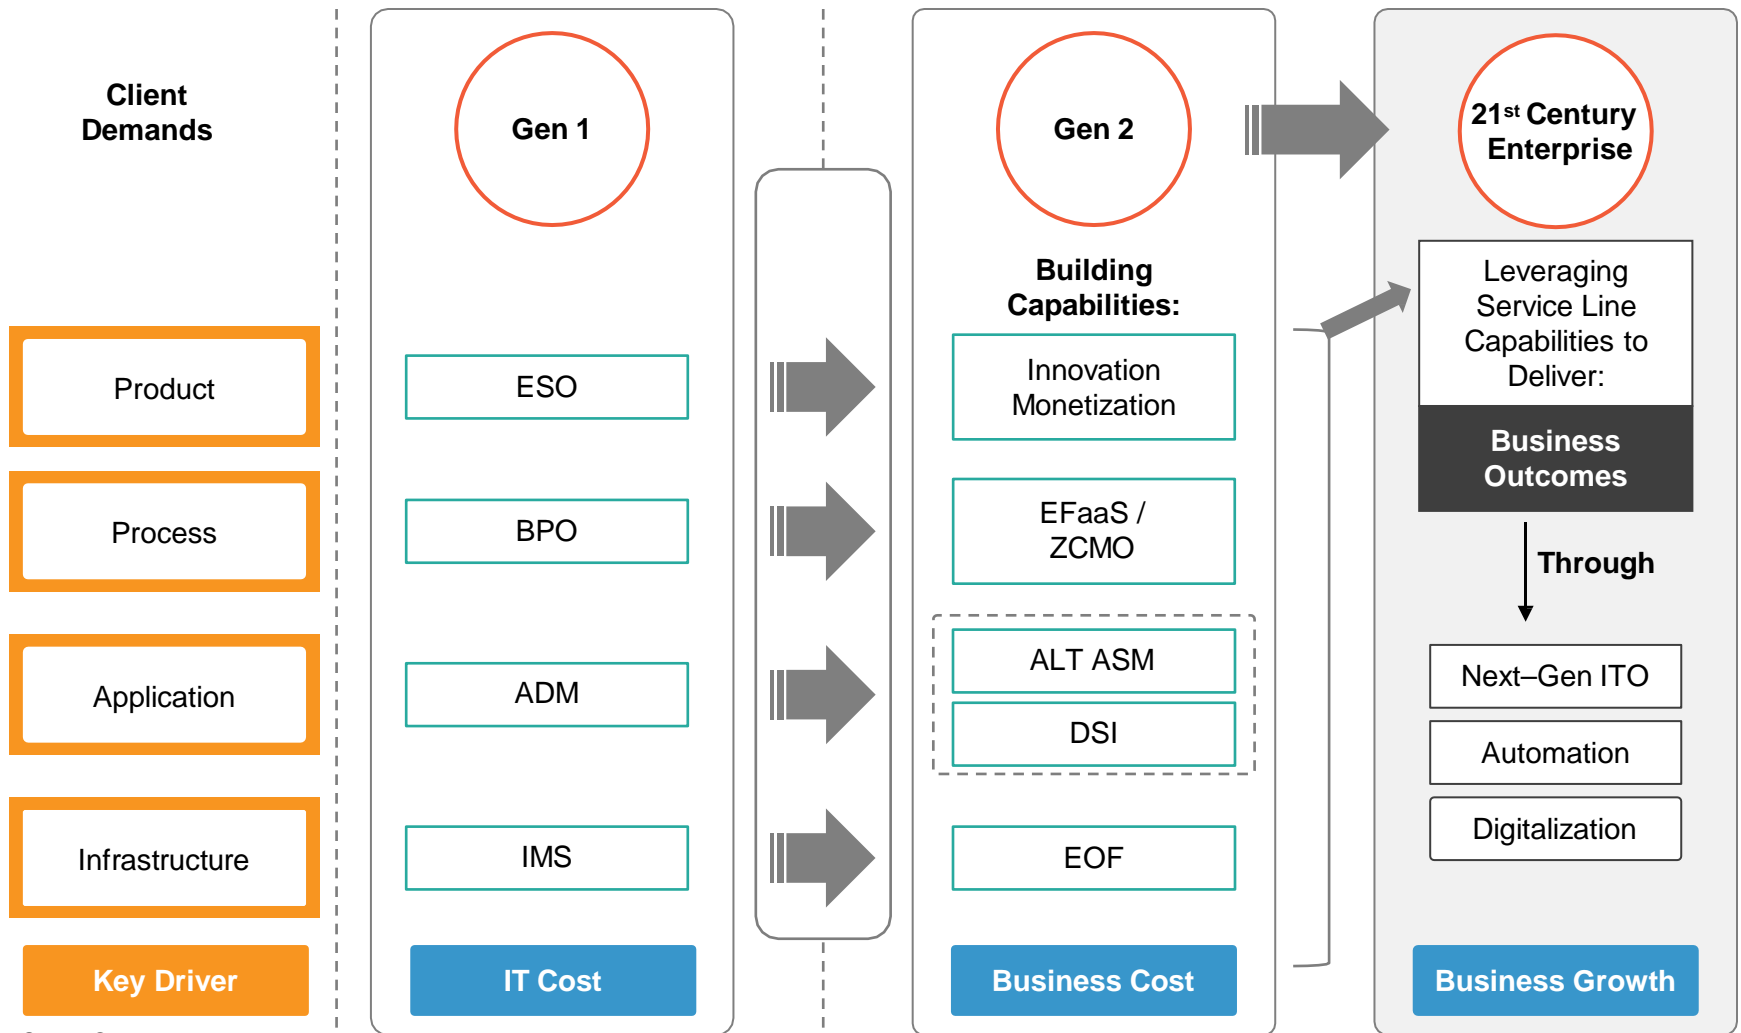 Client
Demands
Gen 1
Gen 2
21st Century
Enterprise
Building
Capabilities:
Leveraging
Service Line
Capabilities to
Deliver:
Business
Outcomes
Through
Product
ESO
Innovation
Monetization
Process
BPO
EFaaS /
ZCMO
Application
ADM
ALT ASM
DSI
Next–Gen ITO
Automation
Digitalization
Infrastructure
IMS
EOF
Key Driver
IT Cost
Business Cost
Business Growth